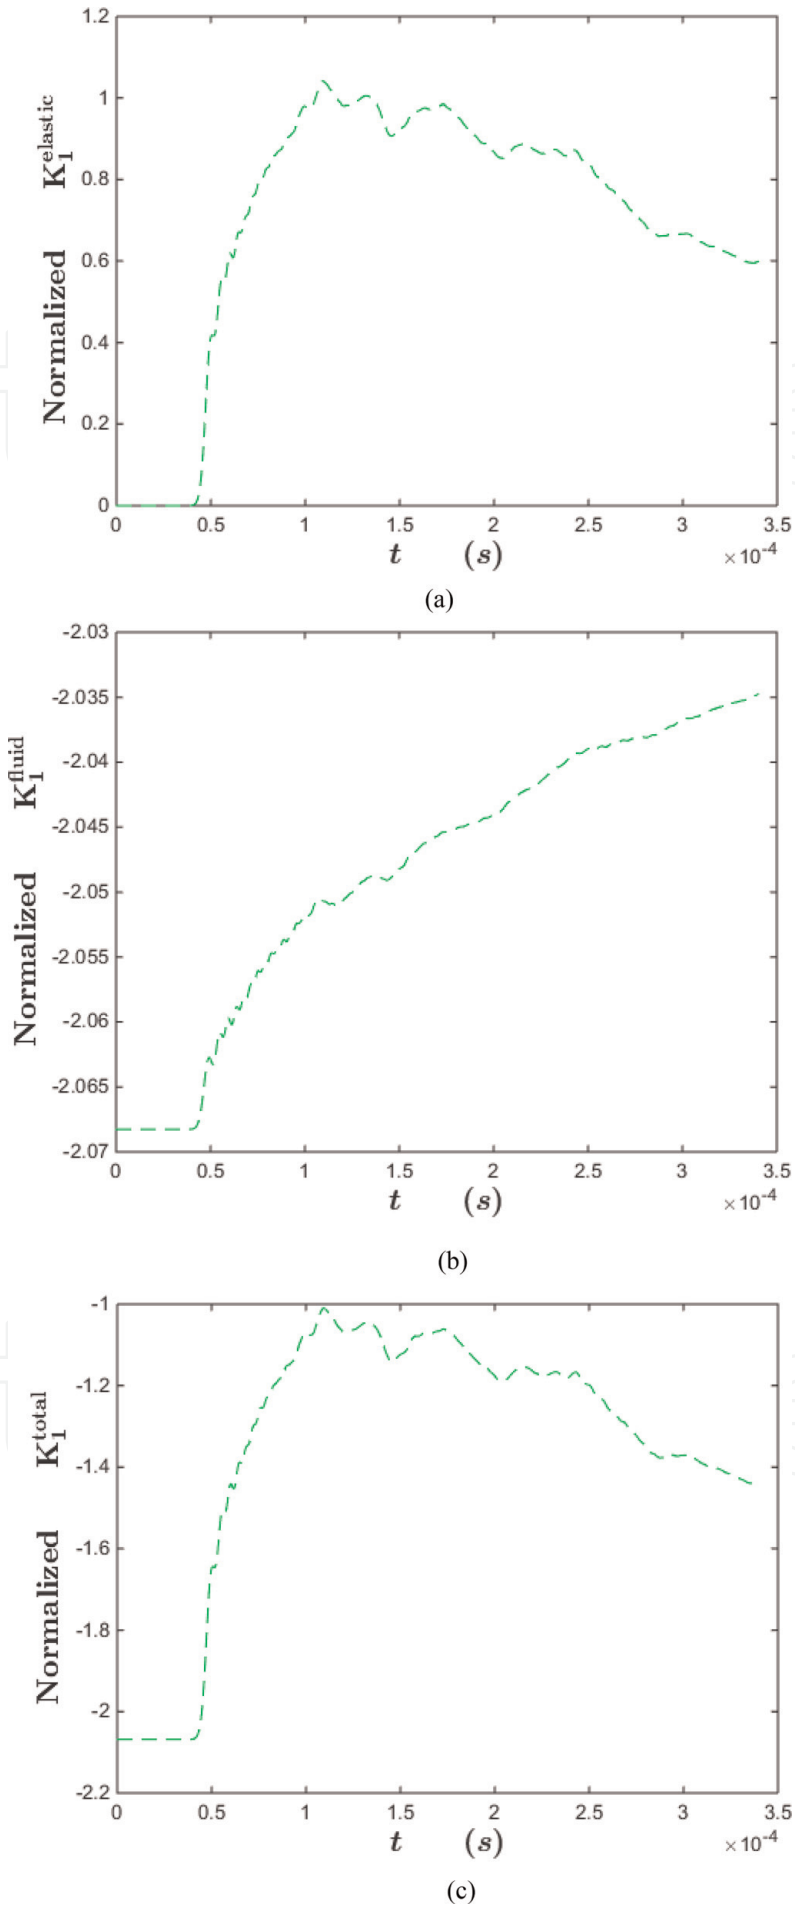 1.2
1
0.8
0.6
0.4
0.2
0
Normalized K₁^elastic
0 0.5 1 1.5 2 2.5 3 3.5
t (s) ×10⁻⁴
(a)
-2.03
-2.035
-2.04
-2.045
-2.05
-2.055
-2.06
-2.065
-2.07
Normalized K₁^fluid
0 0.5 1 1.5 2 2.5 3 3.5
t (s) ×10⁻⁴
(b)
-1
-1.2
-1.4
-1.6
-1.8
-2
-2.2
Normalized K₁^total
0 0.5 1 1.5 2 2.5 3 3.5
t (s) ×10⁻⁴
(c)